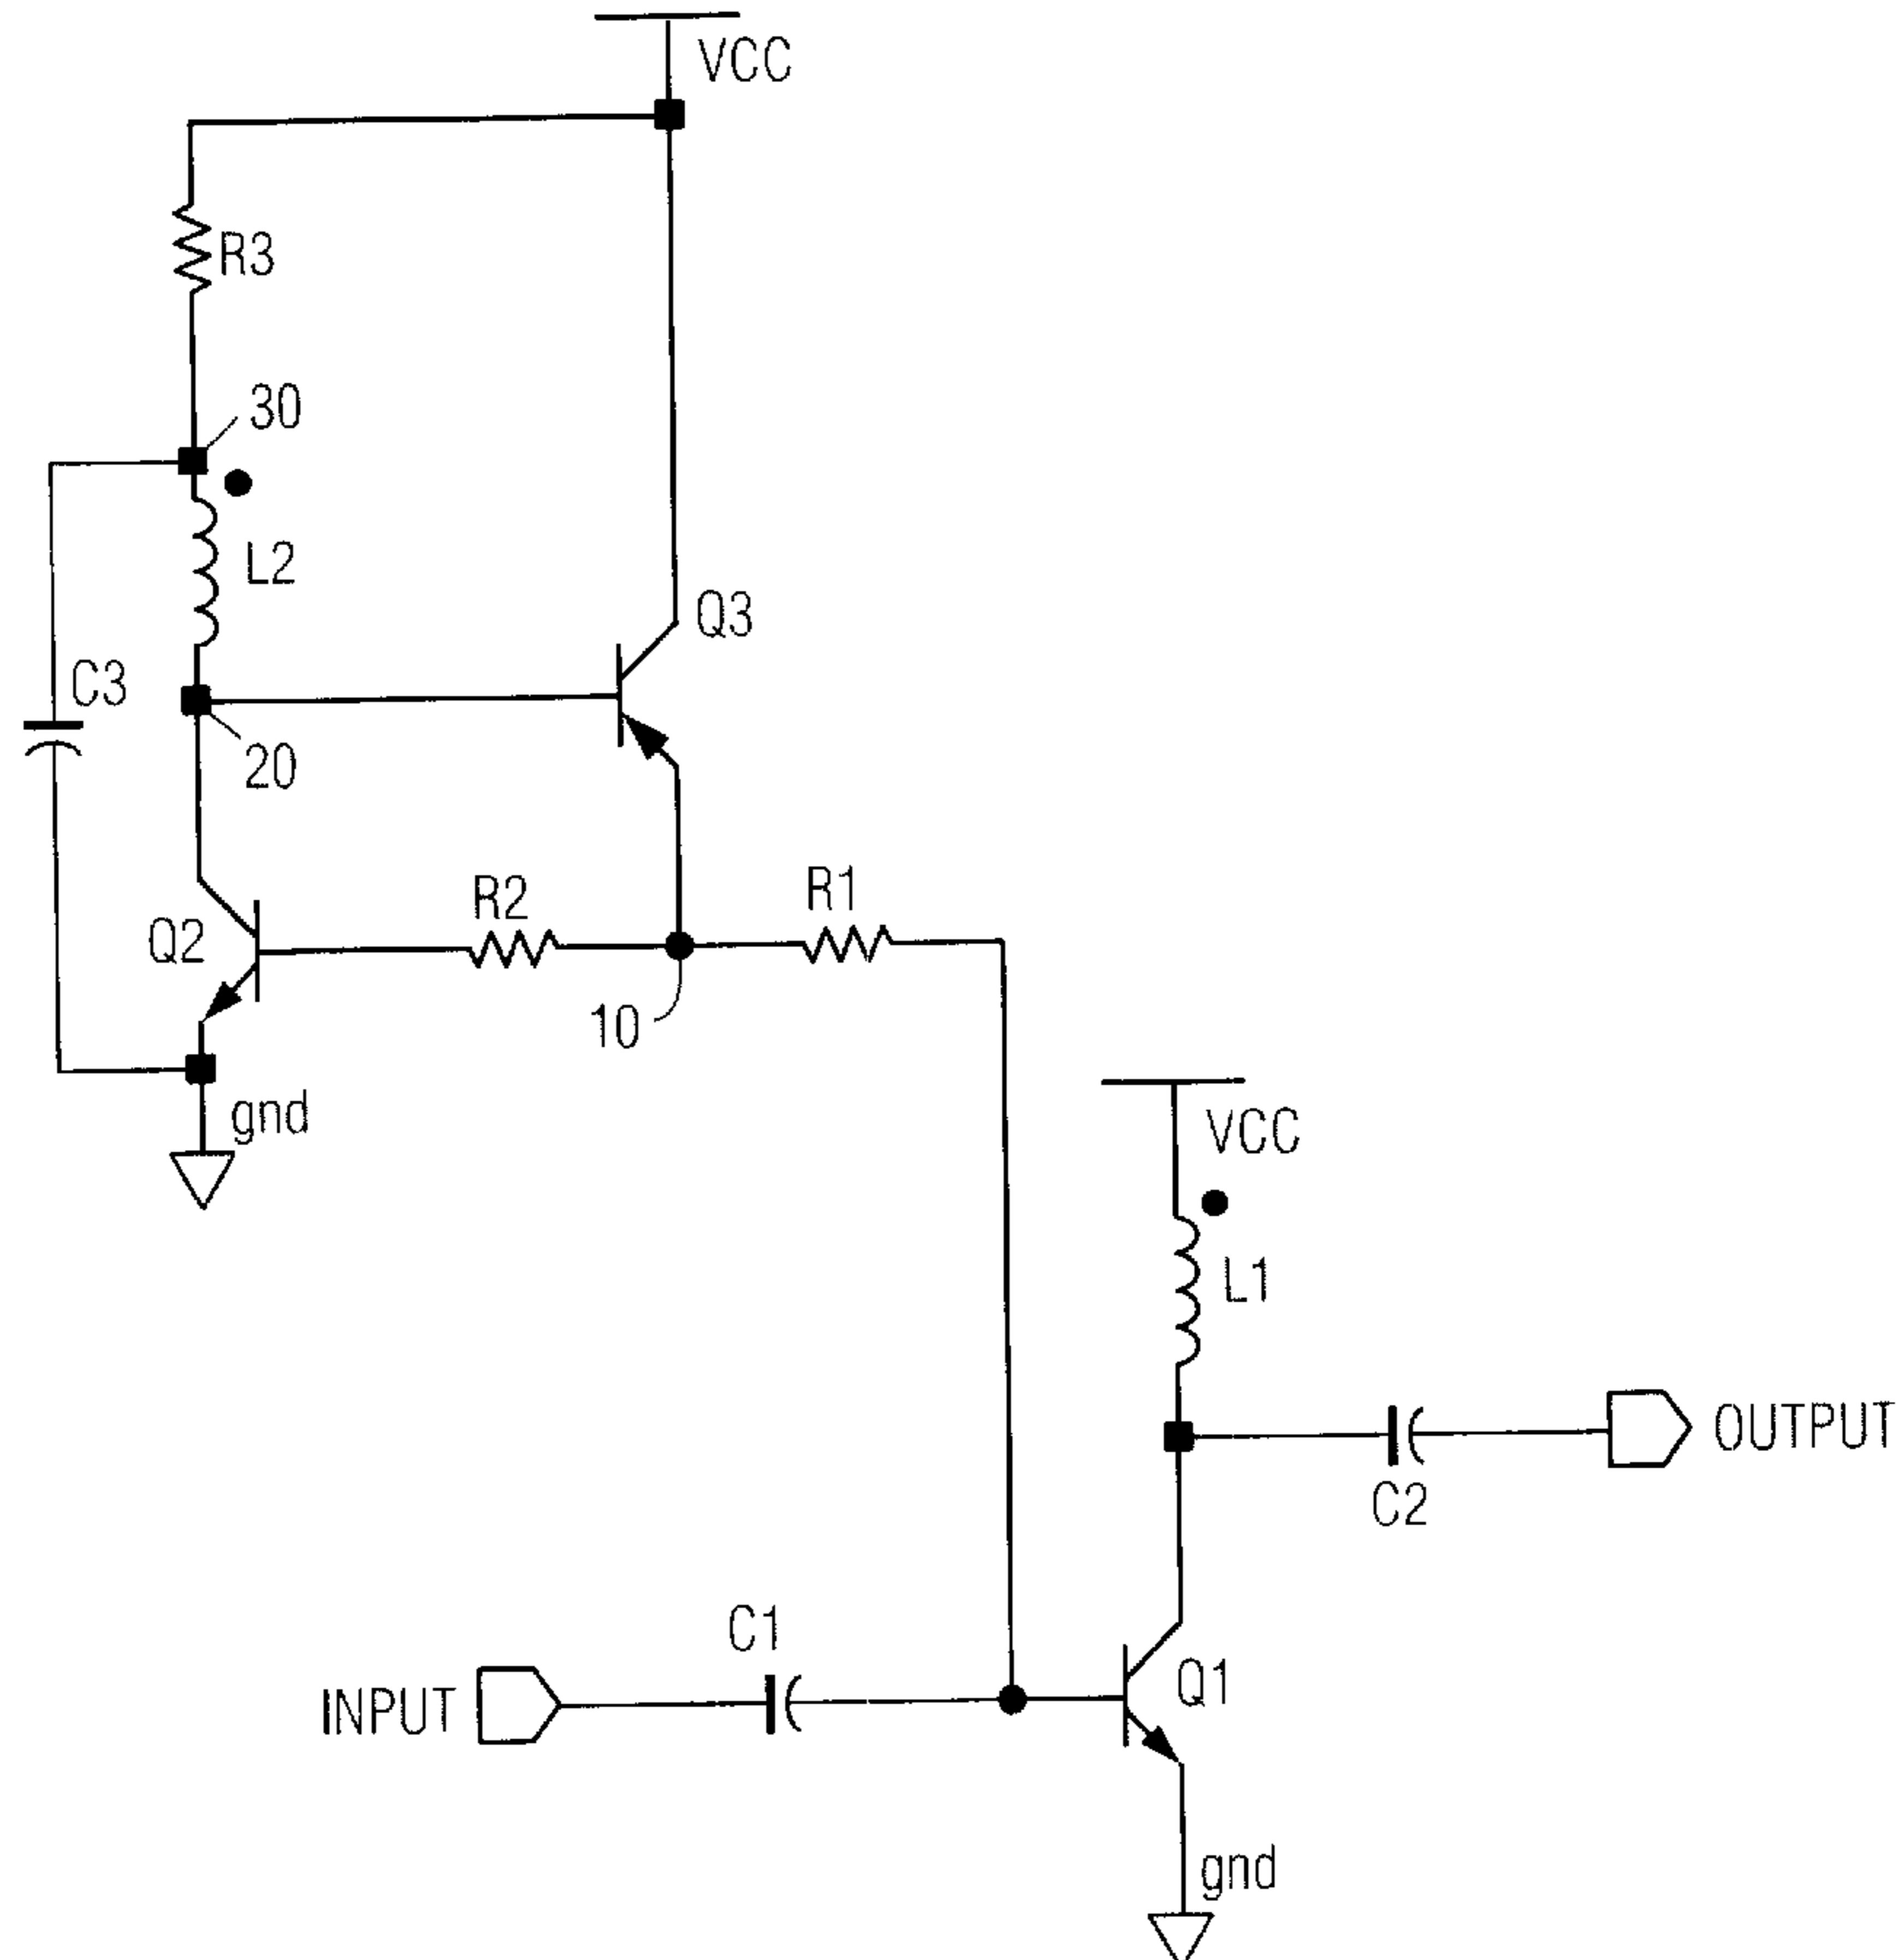 VCC
R3
30
L2
Q3
C3
20
R2
R1
Q2
10
gnd
VCC
L1
OUTPUT
C2
C1
INPUT
Q1
gnd